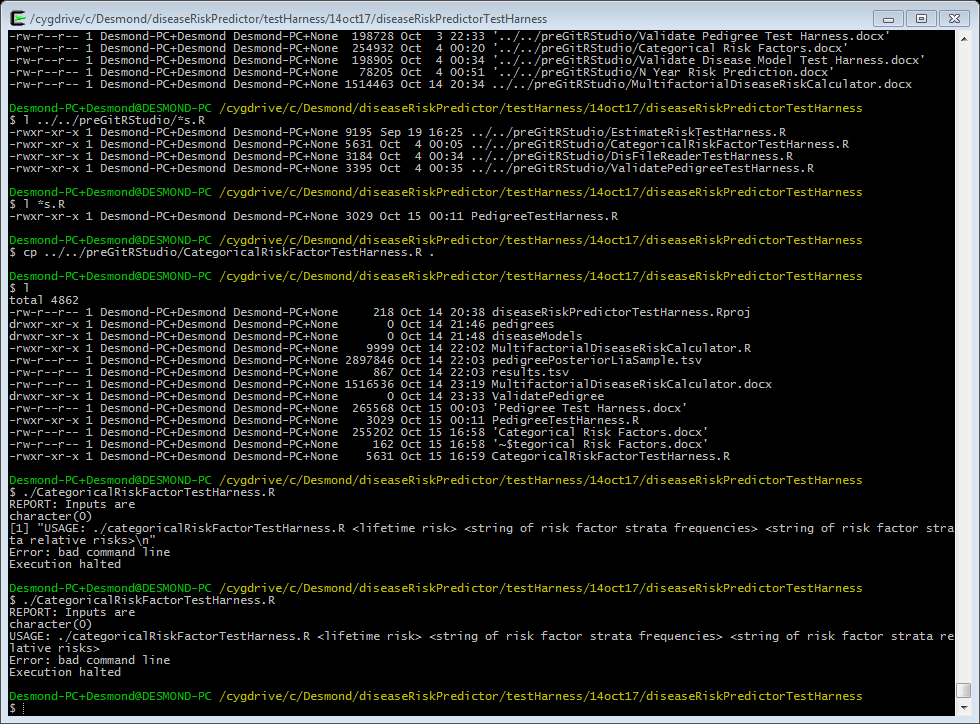 /cygdrive/c/Desmond/diseaseRiskPredictor/testHarness/14oct17/diseaseRiskPredictorTestHarness
-rw-r--r-- 1 Desmond-PC+Desmond Desmond-PC+None  198728 Oct  3 22:33 '../../preGitRStudio/Validate Pedigree Test Harness.docx'
-rw-r--r-- 1 Desmond-PC+Desmond Desmond-PC+None  254932 Oct  4 00:20 '../../preGitRStudio/Categorical Risk Factors.docx'
-rw-r--r-- 1 Desmond-PC+Desmond Desmond-PC+None  198905 Oct  4 00:34 '../../preGitRStudio/Validate Disease Model Test Harness.docx'
-rw-r--r-- 1 Desmond-PC+Desmond Desmond-PC+None   78205 Oct  4 00:51 '../../preGitRStudio/N Year Risk Prediction.docx'
-rw-r--r-- 1 Desmond-PC+Desmond Desmond-PC+None 1514463 Oct 14 20:34 ../../preGitRStudio/MultifactorialDiseaseRiskCalculator.docx
Desmond-PC+Desmond@DESMOND-PC /cygdrive/c/Desmond/diseaseRiskPredictor/testHarness/14oct17/diseaseRiskPredictorTestHarness
$ l ../../preGitRStudio/*s.R
-rwxr-xr-x 1 Desmond-PC+Desmond Desmond-PC+None 9195 Sep 19 16:25 ../../preGitRStudio/EstimateRiskTestHarness.R
-rwxr-xr-x 1 Desmond-PC+Desmond Desmond-PC+None 5631 Oct  4 00:05 ../../preGitRStudio/CategoricalRiskFactorTestHarness.R
-rwxr-xr-x 1 Desmond-PC+Desmond Desmond-PC+None 3184 Oct  4 00:34 ../../preGitRStudio/DisFileReaderTestHarness.R
-rwxr-xr-x 1 Desmond-PC+Desmond Desmond-PC+None 3395 Oct  4 00:35 ../../preGitRStudio/ValidatePedigreeTestHarness.R
Desmond-PC+Desmond@DESMOND-PC /cygdrive/c/Desmond/diseaseRiskPredictor/testHarness/14oct17/diseaseRiskPredictorTestHarness
$ l *s.R
-rwxr-xr-x 1 Desmond-PC+Desmond Desmond-PC+None 3029 Oct 15 00:11 PedigreeTestHarness.R
Desmond-PC+Desmond@DESMOND-PC /cygdrive/c/Desmond/diseaseRiskPredictor/testHarness/14oct17/diseaseRiskPredictorTestHarness
$ cp ../../preGitRStudio/CategoricalRiskFactorTestHarness.R .
Desmond-PC+Desmond@DESMOND-PC /cygdrive/c/Desmond/diseaseRiskPredictor/testHarness/14oct17/diseaseRiskPredictorTestHarness
$ l
total 4862
-rw-r--r-- 1 Desmond-PC+Desmond Desmond-PC+None     218 Oct 14 20:38 diseaseRiskPredictorTestHarness.Rproj
drwxr-xr-x 1 Desmond-PC+Desmond Desmond-PC+None       0 Oct 14 21:46 pedigrees
drwxr-xr-x 1 Desmond-PC+Desmond Desmond-PC+None       0 Oct 14 21:48 diseaseModels
-rw-r--r-- 1 Desmond-PC+Desmond Desmond-PC+None    9999 Oct 14 22:02 MultifactorialDiseaseRiskCalculator.R
-rw-r--r-- 1 Desmond-PC+Desmond Desmond-PC+None 2897846 Oct 14 22:03 pedigreePosteriorLiaSample.tsv
-rw-r--r-- 1 Desmond-PC+Desmond Desmond-PC+None     867 Oct 14 22:03 results.tsv
-rw-r--r-- 1 Desmond-PC+Desmond Desmond-PC+None 1516536 Oct 14 23:19 MultifactorialDiseaseRiskCalculator.docx
drwxr-xr-x 1 Desmond-PC+Desmond Desmond-PC+None       0 Oct 14 23:33 ValidatePedigree
-rw-r--r-- 1 Desmond-PC+Desmond Desmond-PC+None  265568 Oct 15 00:03 'Pedigree Test Harness.docx'
-rwxr-xr-x 1 Desmond-PC+Desmond Desmond-PC+None    3029 Oct 15 00:11 PedigreeTestHarness.R
-rw-r--r-- 1 Desmond-PC+Desmond Desmond-PC+None  255202 Oct 15 16:58 'Categorical Risk Factors.docx'
-rw-r--r-- 1 Desmond-PC+Desmond Desmond-PC+None     162 Oct 15 16:58 '~$tegorical Risk Factors.docx'
-rwxr-xr-x 1 Desmond-PC+Desmond Desmond-PC+None    5631 Oct 15 16:59 CategoricalRiskFactorTestHarness.R
Desmond-PC+Desmond@DESMOND-PC /cygdrive/c/Desmond/diseaseRiskPredictor/testHarness/14oct17/diseaseRiskPredictorTestHarness
$ ./CategoricalRiskFactorTestHarness.R
REPORT: Inputs are
character(0)
[1] "USAGE: ./categoricalRiskFactorTestHarness.R <lifetime risk> <string of risk factor strata frequencies> <string of risk factor stra
ta relative risks>\n"
Error: bad command line
Execution halted
Desmond-PC+Desmond@DESMOND-PC /cygdrive/c/Desmond/diseaseRiskPredictor/testHarness/14oct17/diseaseRiskPredictorTestHarness
$ ./CategoricalRiskFactorTestHarness.R
REPORT: Inputs are
character(0)
USAGE: ./categoricalRiskFactorTestHarness.R <lifetime risk> <string of risk factor strata frequencies> <string of risk factor strata re
lative risks>
Error: bad command line
Execution halted
Desmond-PC+Desmond@DESMOND-PC /cygdrive/c/Desmond/diseaseRiskPredictor/testHarness/14oct17/diseaseRiskPredictorTestHarness
$